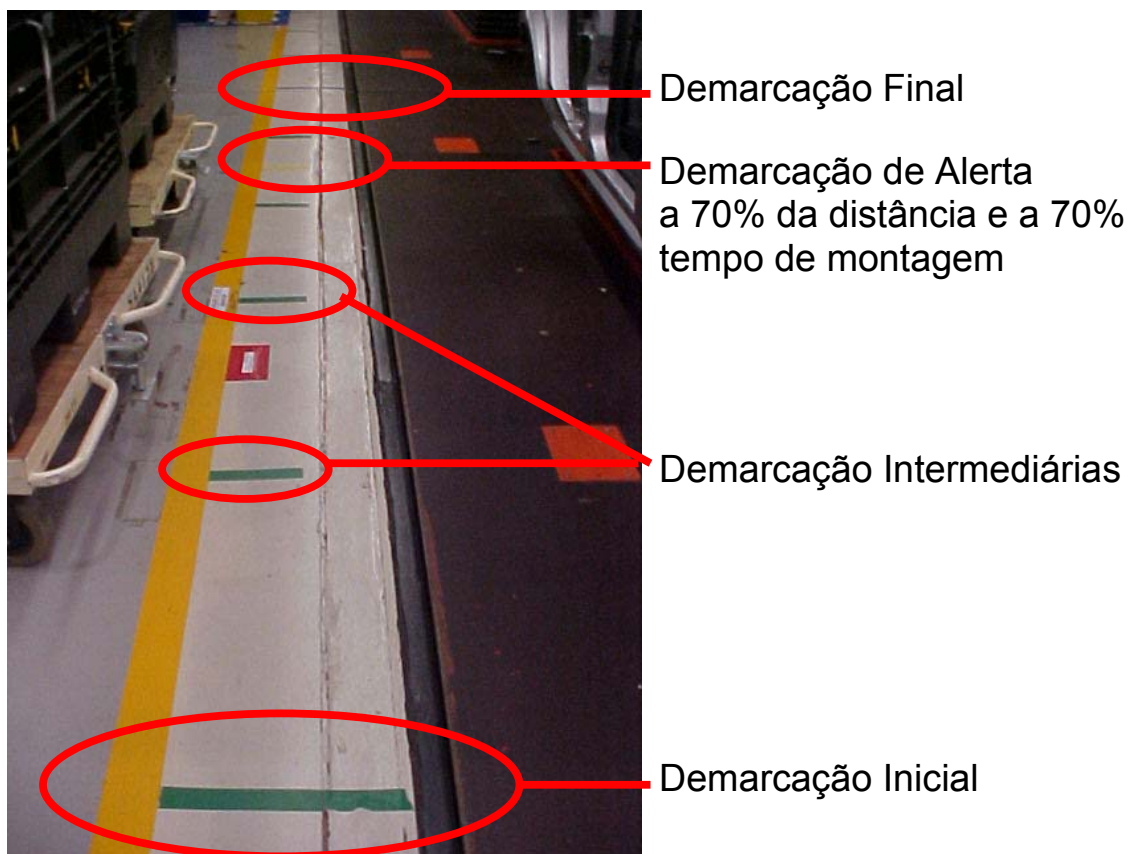 Demarcação Final
Demarcação de Alerta
a 70% da distância e a 70%
tempo de montagem
Demarcação Intermediárias
Demarcação Inicial